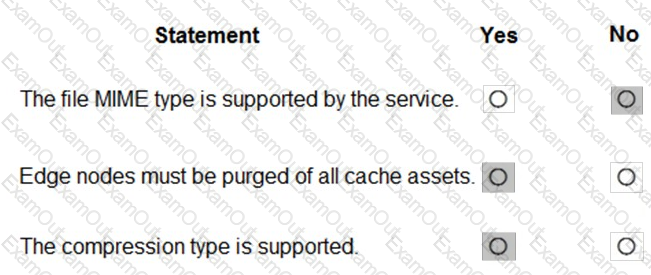 Statement Yes No
The file MIME type is supported by the service.
Edge nodes must be purged of all cache assets.
The compression type is supported.